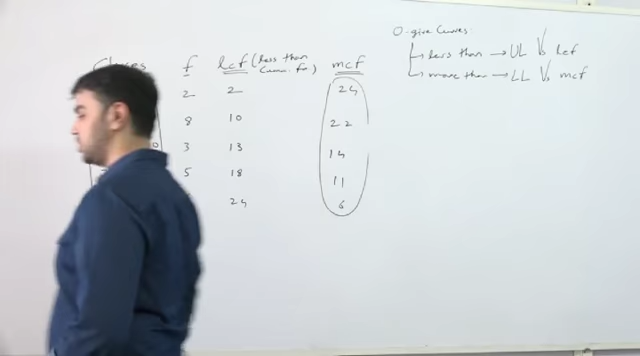 O-give Curves:
less than → UL Vs lcf
more than → LL Vs mcf
Classes f lcf (less than Cumm. fr) mcf
2 2 24
8 10 22
3 13 14
5 18 11
24 6